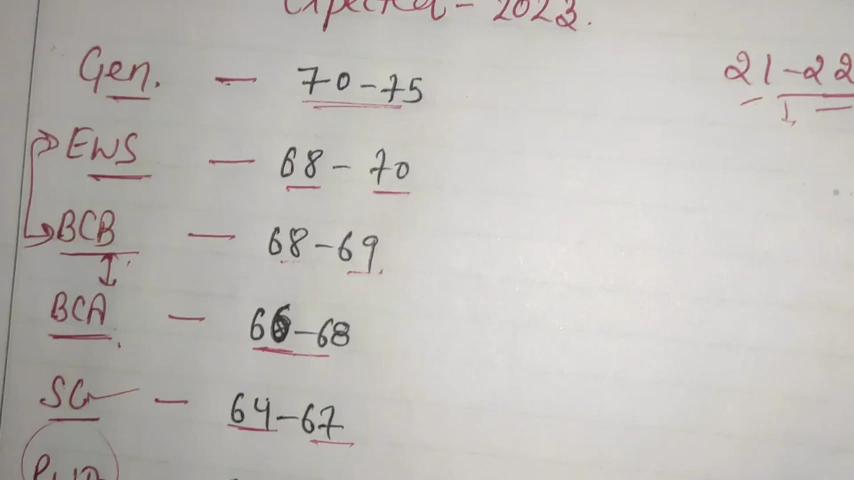 Expected - 2023.
Gen. - 70-75
21-22
EWS - 68-70
BCB - 68-69
BCA - 66-68
SC - 64-67